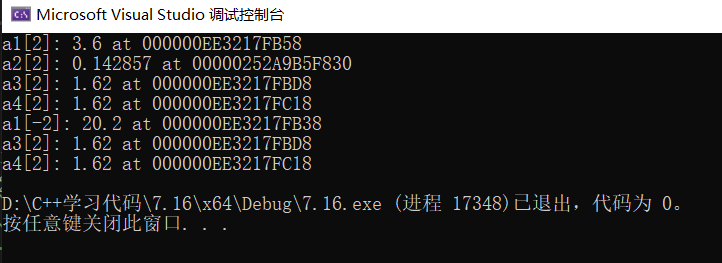 Microsoft Visual Studio 调试控制台
a1[2]: 3.6 at 000000EE3217FB58
a2[2]: 0.142857 at 00000252A9B5F830
a3[2]: 1.62 at 000000EE3217FBD8
a4[2]: 1.62 at 000000EE3217FC18
a1[-2]: 20.2 at 000000EE3217FB38
a3[2]: 1.62 at 000000EE3217FBD8
a4[2]: 1.62 at 000000EE3217FC18
D:\C++学习代码\7.16\x64\Debug\7.16.exe (进程 17348)已退出，代码为 0。
按任意键关闭此窗口. . .